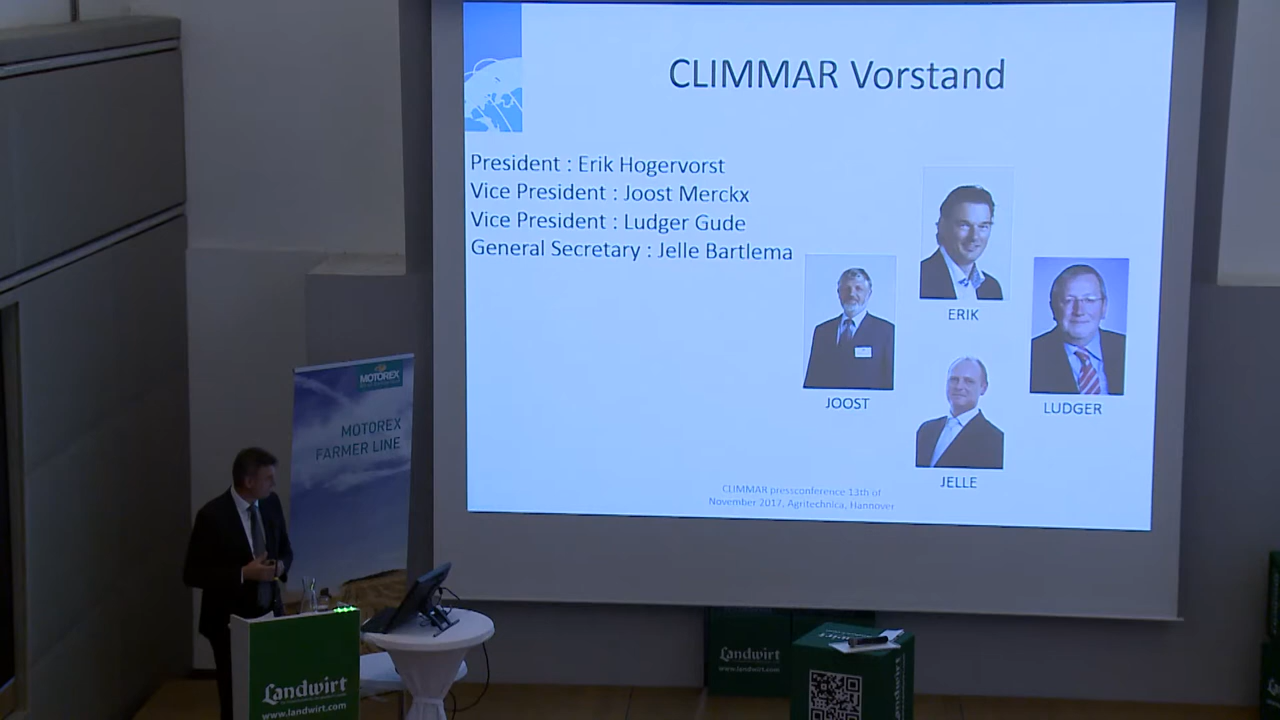 CLIMMAR Vorstand
President : Erik Hogervorst
Vice President : Joost Merckx
Vice President : Ludger Gude
General Secretary : Jelle Bartlema
ERIK
JOOST
LUDGER
JELLE
CLIMMAR pressconference 13th of
November 2017, Agritechnica, Hannover
MOTOREX
MOTOREX
FARMER LINE
Landwirt
www.landwirt.com
Landwirt
www.landwirt.com
Landwirt